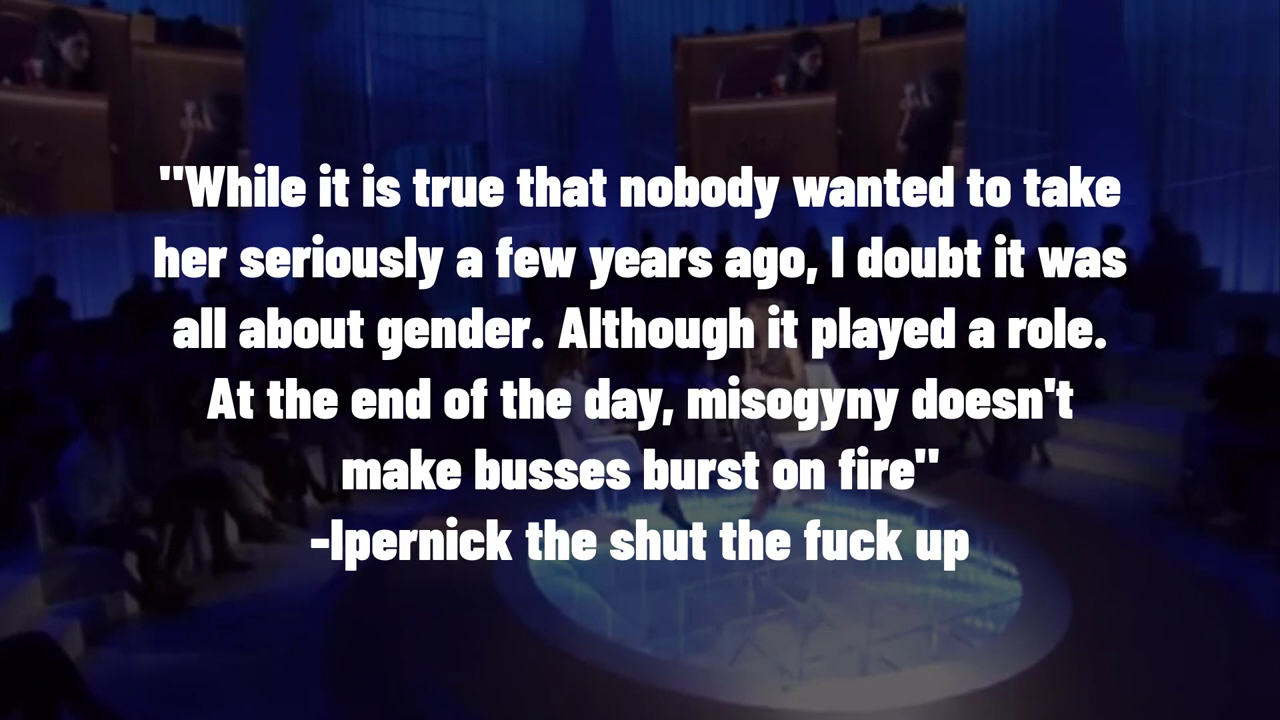 "While it is true that nobody wanted to take
her seriously a few years ago, I doubt it was
all about gender. Although it played a role.
At the end of the day, misogyny doesn't
make busses burst on fire"
-Ipernick the shut the fuck up